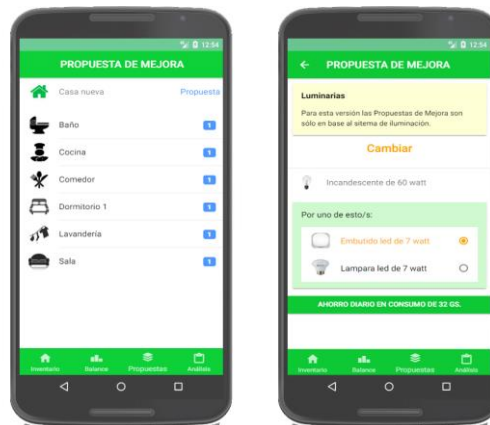 12:54
PROPUESTA DE MEJORA
Casa nueva Propuesta
Baño 1
Cocina 1
Comedor 1
Dormitorio 1 1
Lavandería 1
Sala 1
Inventario Balance Propuestas Análisis
12:54
PROPUESTA DE MEJORA
Luminarias
Para esta versión las Propuestas de Mejora son
sólo en base al sitema de iluminación.
Cambiar
Incandescente de 60 watt
Por uno de esto/s:
Embutido led de 7 watt
Lampara led de 7 watt
AHORRO DIARIO EN CONSUMO DE 32 GS.
Inventario Balance Propuestas Análisis